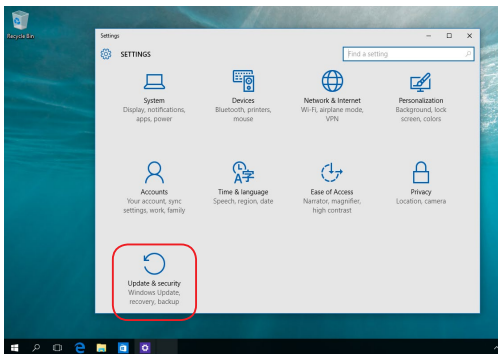 Recycle Bin
Settings
SETTINGS
Find a setting
System
Display, notifications,
apps, power
Devices
Bluetooth, printers,
mouse
Network & Internet
Wi-Fi, airplane mode,
VPN
Personalization
Background, lock
screen, colors
Accounts
Your account, sync
settings, work, family
Time & language
Speech, region, date
Ease of Access
Narrator, magnifier,
high contrast
Privacy
Location, camera
Update & security
Windows Update,
recovery, backup